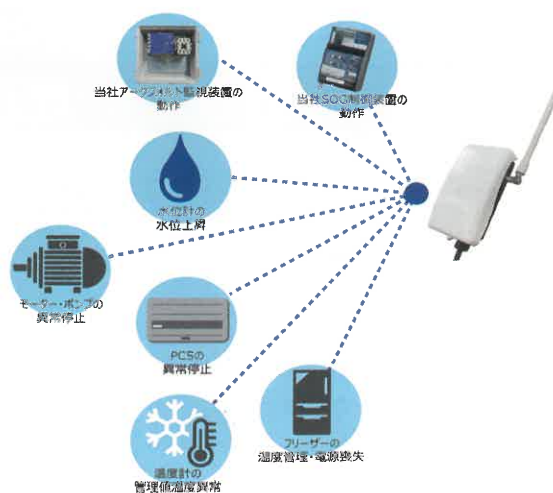 当社アークフォルト監視装置の
動作
当社SOG制御装置の
動作
水位計の
水位上昇
モーター・ポンプの
異常停止
PCSの
異常停止
フリーザーの
温度管理・電源喪失
温度計の
管理値温度異常